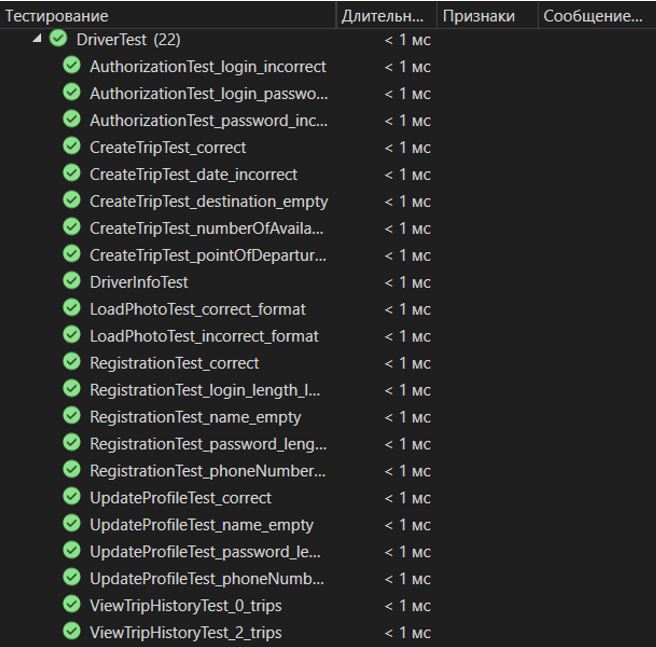 Тестирование Длительн... Признаки Сообщение...
DriverTest (22) < 1 мс
AuthorizationTest_login_incorrect < 1 мс
AuthorizationTest_login_passwo... < 1 мс
AuthorizationTest_password_inc... < 1 мс
CreateTripTest_correct < 1 мс
CreateTripTest_date_incorrect < 1 мс
CreateTripTest_destination_empty < 1 мс
CreateTripTest_numberOfAvaila... < 1 мс
CreateTripTest_pointOfDepartur... < 1 мс
DriverInfoTest < 1 мс
LoadPhotoTest_correct_format < 1 мс
LoadPhotoTest_incorrect_format < 1 мс
RegistrationTest_correct < 1 мс
RegistrationTest_login_length_l... < 1 мс
RegistrationTest_name_empty < 1 мс
RegistrationTest_password_leng... < 1 мс
RegistrationTest_phoneNumber... < 1 мс
UpdateProfileTest_correct < 1 мс
UpdateProfileTest_name_empty < 1 мс
UpdateProfileTest_password_le... < 1 мс
UpdateProfileTest_phoneNumb... < 1 мс
ViewTripHistoryTest_0_trips < 1 мс
ViewTripHistoryTest_2_trips < 1 мс